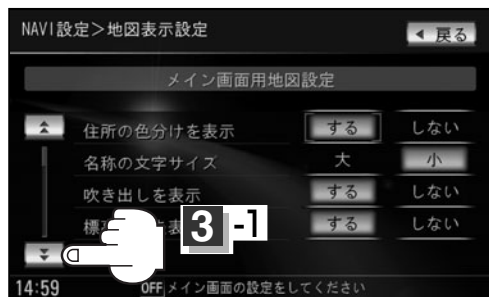 NAVI設定＞地図表示設定
戻る
メイン画面用地図設定
住所の色分けを表示 する しない
名称の文字サイズ 大 小
吹き出しを表示 する しない
する しない
3-1
14:59 OFF メイン画面の設定をしてください